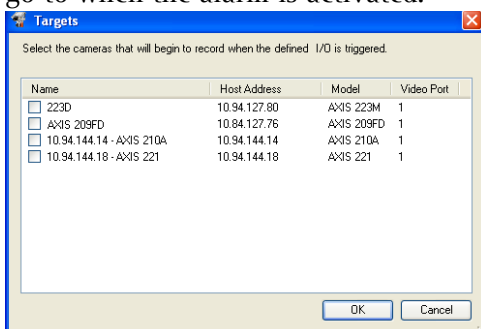 go to when the alarm is activated.
Targets
Select the cameras that will begin to record when the defined I/O is triggered.
Name Host Address Model Video Port
223D 10.94.127.80 AXIS 223M 1
AXIS 209FD 10.84.127.76 AXIS 209FD 1
10.94.144.14 - AXIS 210A 10.94.144.14 AXIS 210A 1
10.94.144.18 - AXIS 221 10.94.144.18 AXIS 221 1
OK Cancel